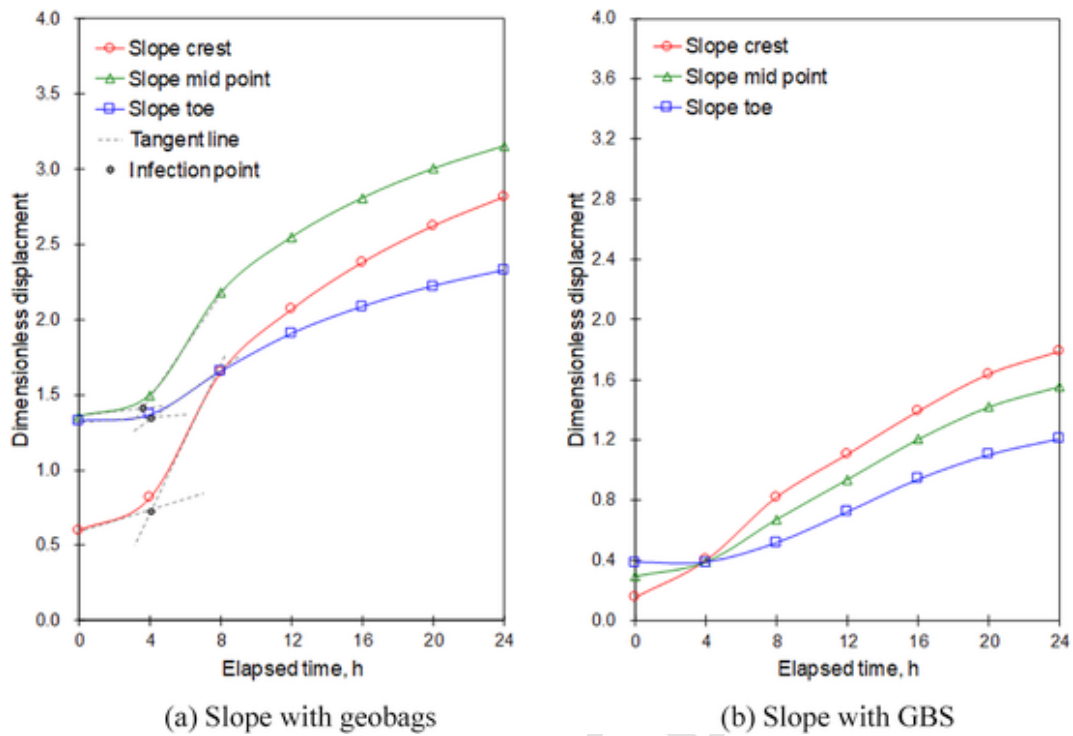 4.0
3.5
3.0
2.5
2.0
1.5
1.0
0.5
0.0
Dimensionless displacment
Slope crest
Slope mid point
Slope toe
Tangent line
Infection point
0 4 8 12 16 20 24
Elapsed time, h
(a) Slope with geobags
4.0
3.6
3.2
2.8
2.4
2.0
1.6
1.2
0.8
0.4
0.0
Dimensionless displacment
Slope crest
Slope mid point
Slope toe
0 4 8 12 16 20 24
Elapsed time, h
(b) Slope with GBS